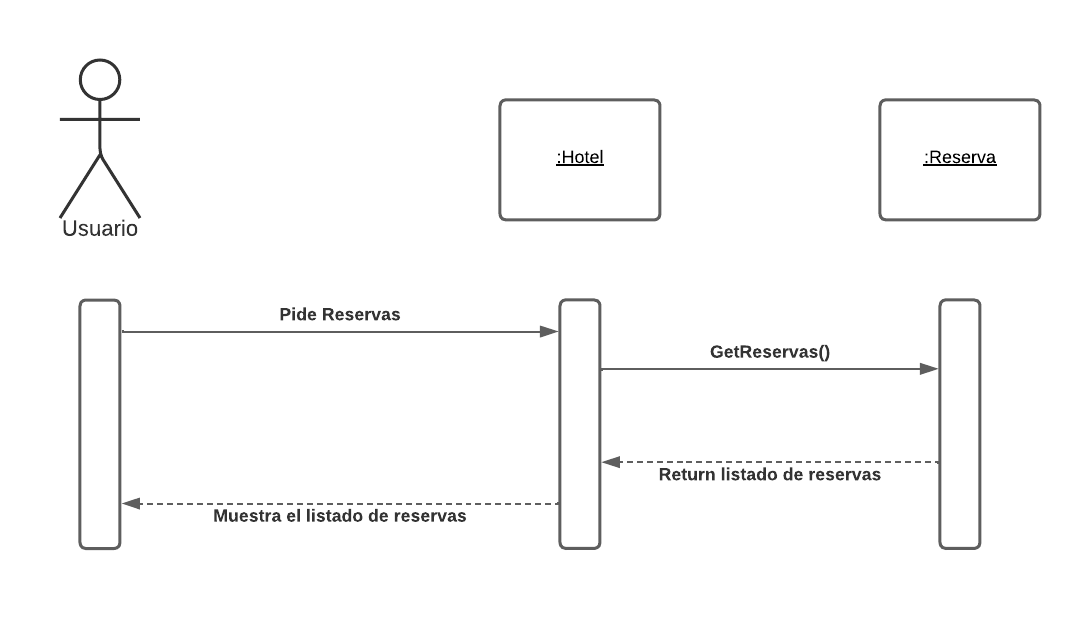 :Hotel
:Reserva
Usuario
Pide Reservas
GetReservas()
Return listado de reservas
Muestra el listado de reservas